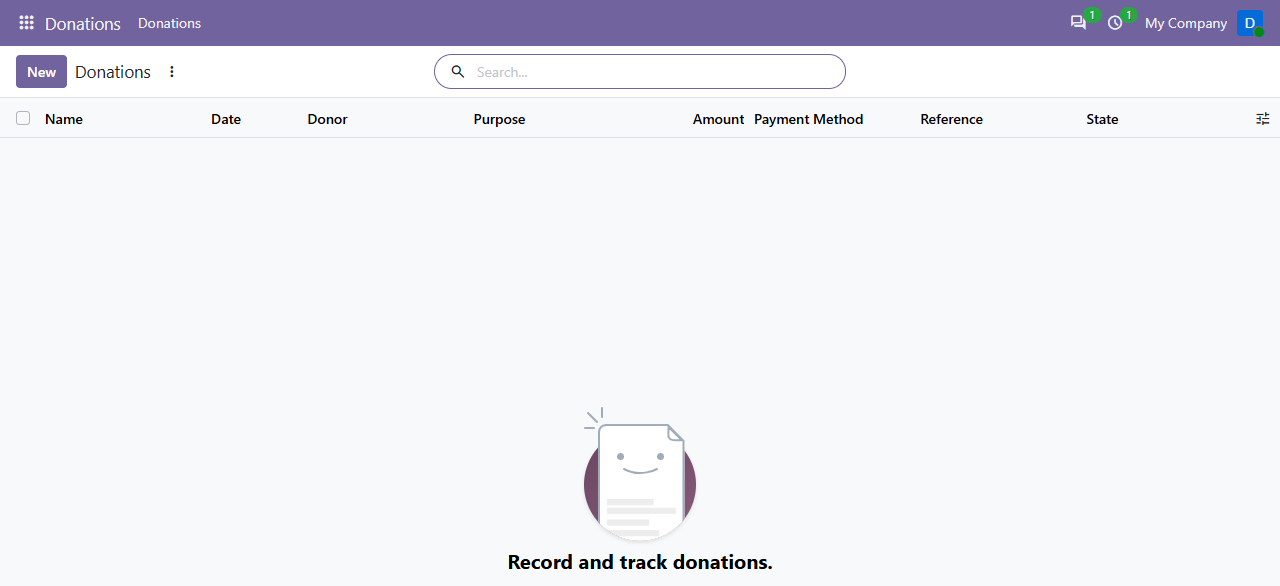 Donations Donations 1 1 My Company D
New Donations Search...
Name Date Donor Purpose Amount Payment Method Reference State
Record and track donations.